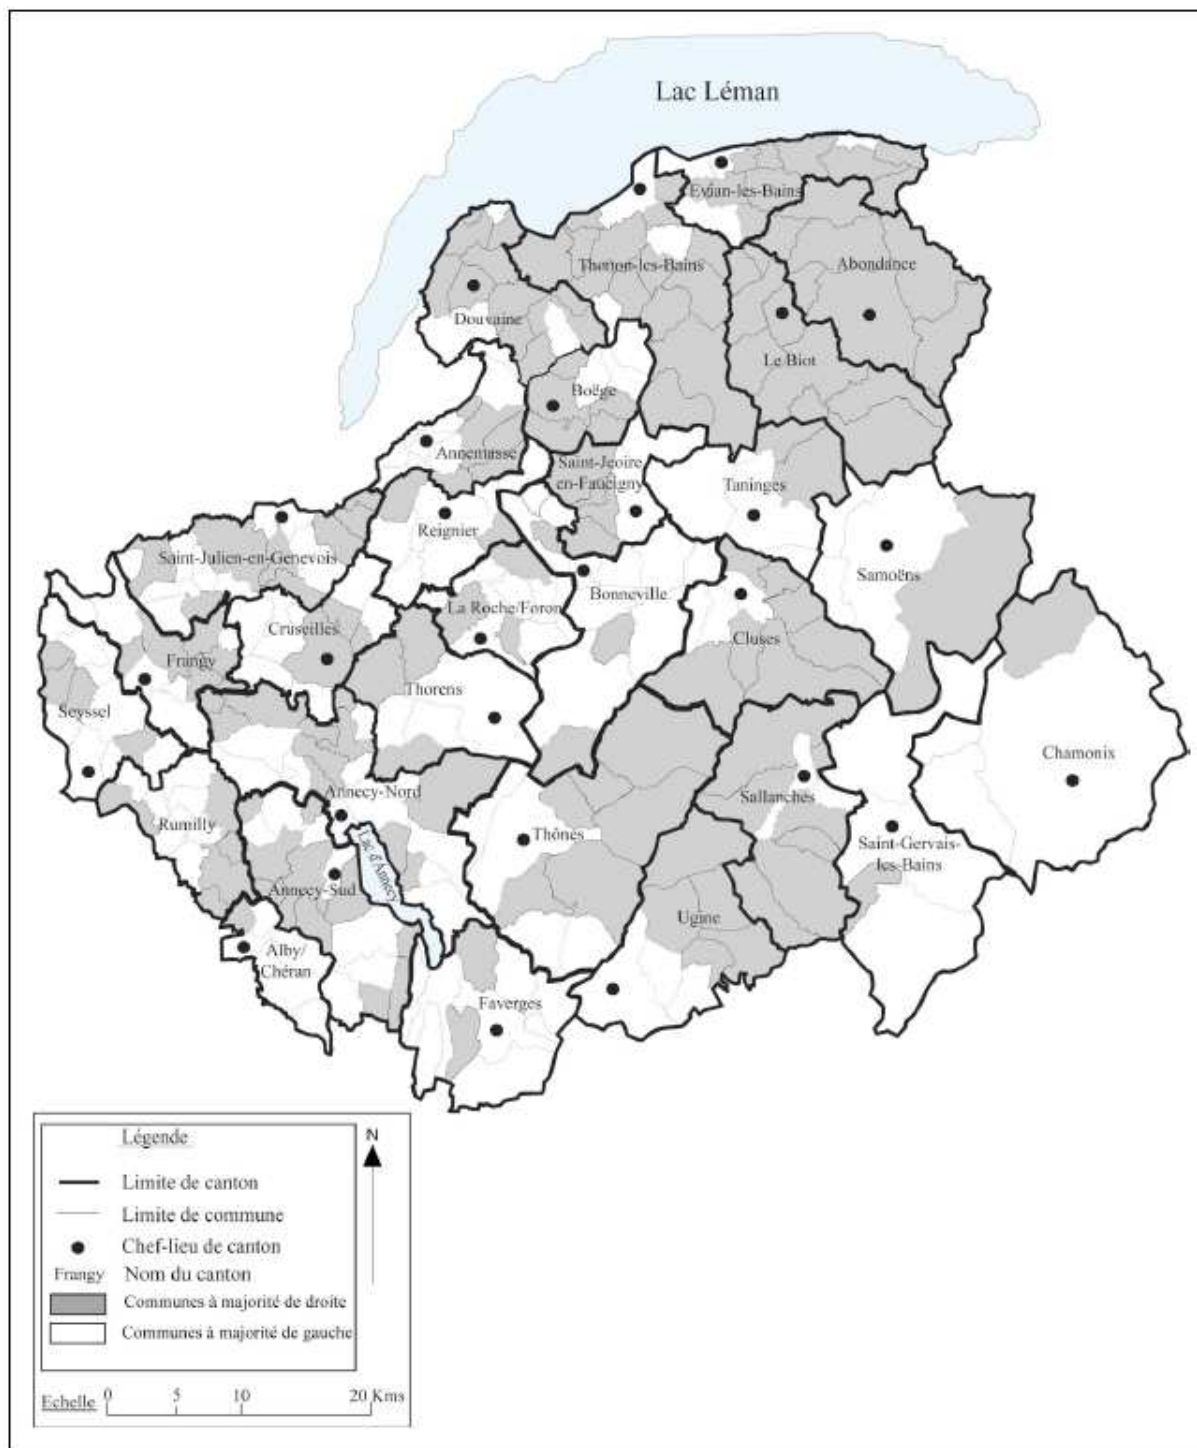 Lac Léman
Evian-les-Bains
Thonon-les-Bains
Abondance
Douvaine
Le Biot
Boëge
Annemasse
Saint-Jeoire
en-Faucigny
Taninges
Reignier
Saint-Julien-en-Genevois
Samoëns
Bonneville
La Roche/Foron
Cruseilles
Cluses
Frangy
Thorens
Seyssel
Chamonix
Annecy-Nord
Sallanches
Rumilly
Thônes
Saint-Gervais-
les-Bains
Lac d'Annecy
Annecy-Sud
Ugine
Alby/
Chéran
Faverges
Légende
N
Limite de canton
Limite de commune
Chef-lieu de canton
Frangy Nom du canton
Communes à majorité de droite
Communes à majorité de gauche
Echelle 0 5 10 20 Kms